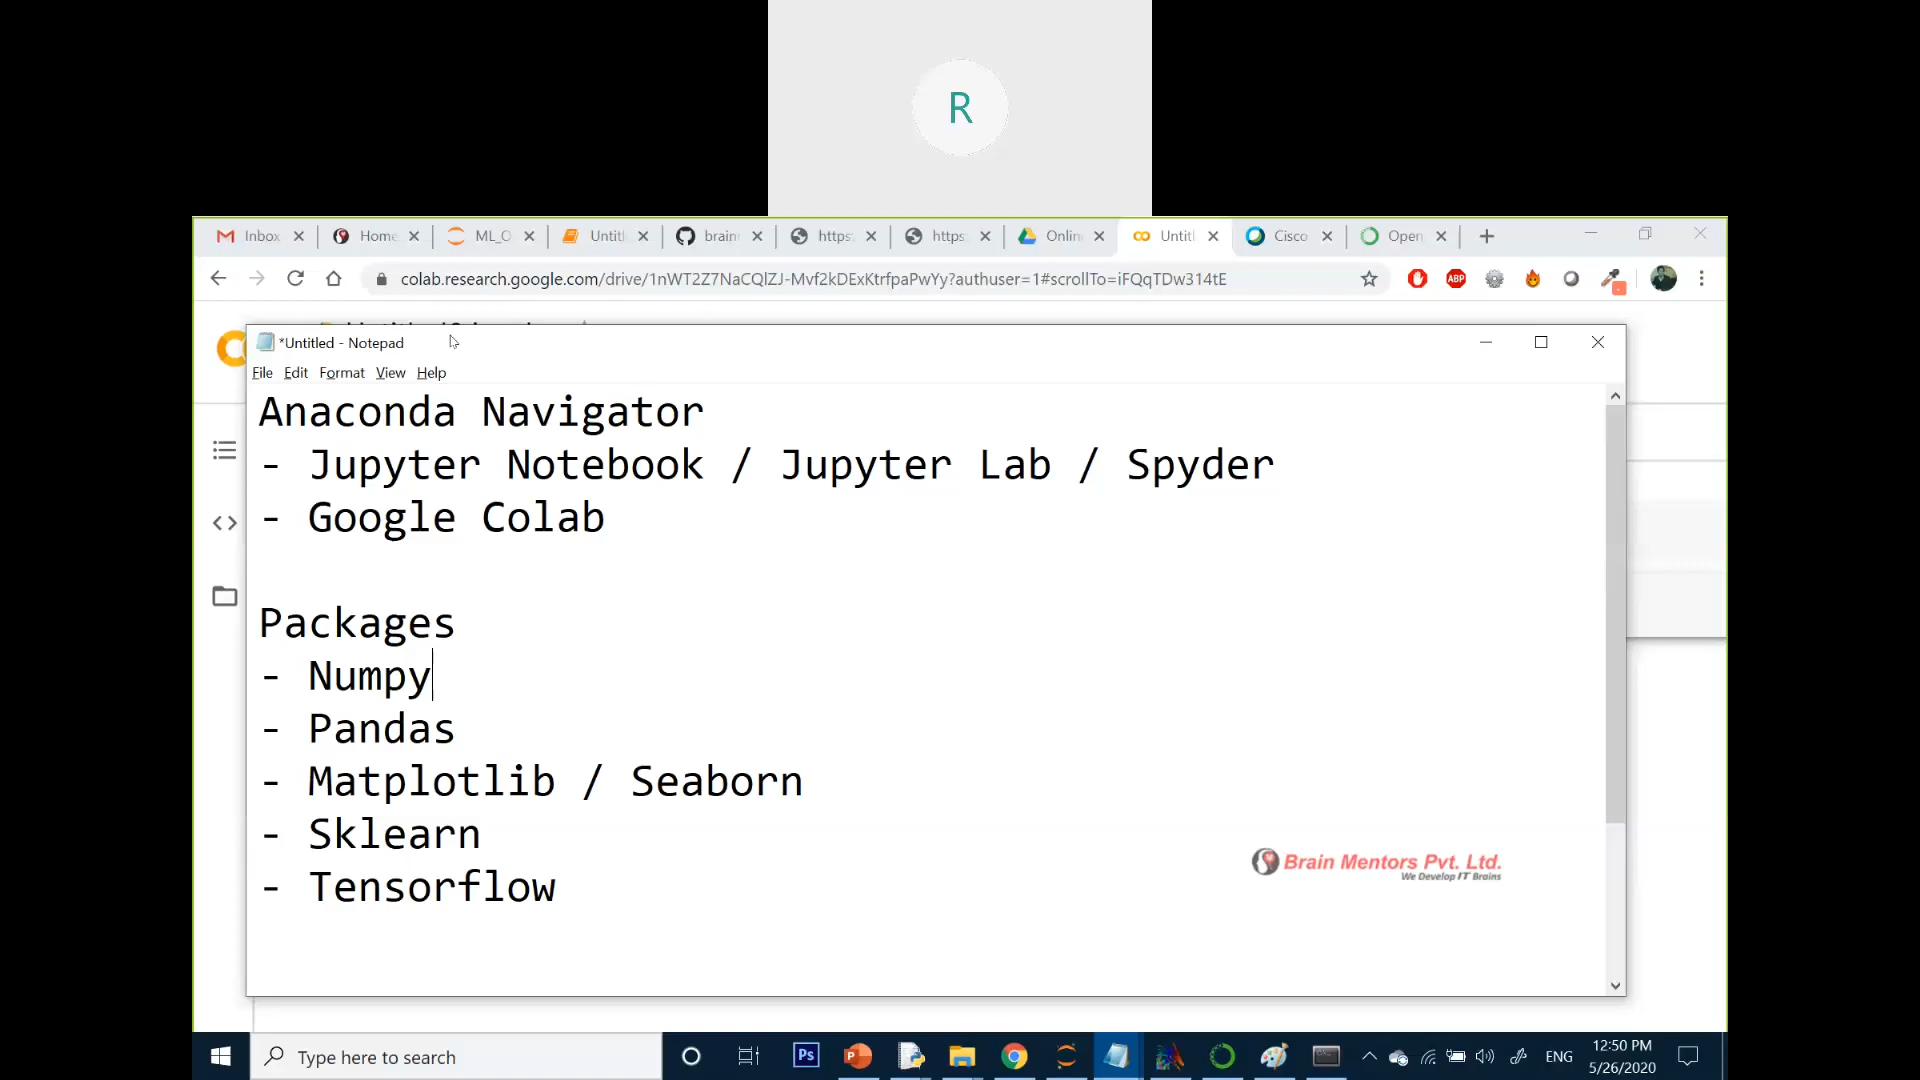 R
Inbox
Home
ML_O
Untitl
brain
https:
https:
Onlin
Untitl
Cisco
Open
colab.research.google.com/drive/1nWT2Z7NaCQlZJ-Mvf2kDExKtrfpaPwYy?authuser=1#scrollTo=iFQqTDw314tE
ABP
*Untitled - Notepad
File Edit Format View Help
Anaconda Navigator
- Jupyter Notebook / Jupyter Lab / Spyder
- Google Colab
Packages
- Numpy
- Pandas
- Matplotlib / Seaborn
- Sklearn
- Tensorflow
Brain Mentors Pvt. Ltd.
We Develop IT Brains
Type here to search
Ps
P
ENG
12:50 PM
5/26/2020